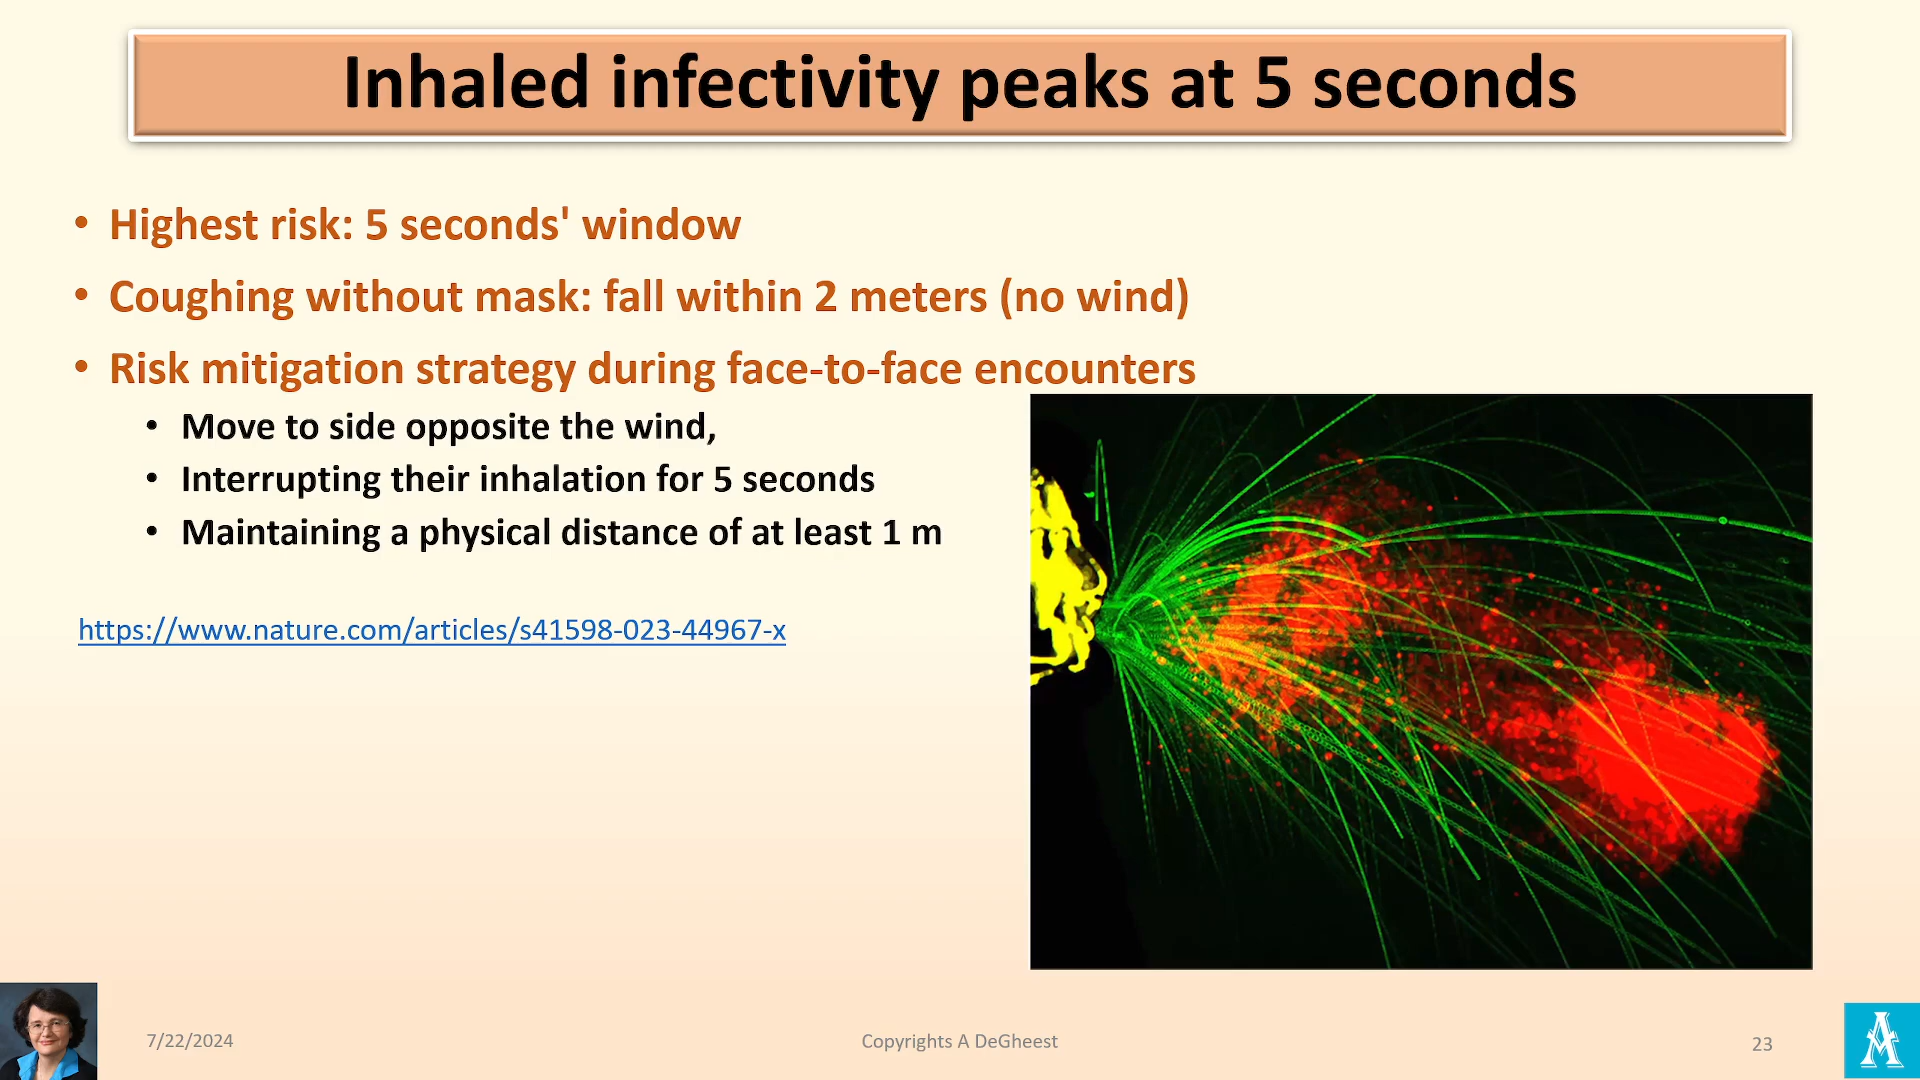 Inhaled infectivity peaks at 5 seconds
• Highest risk: 5 seconds' window
• Coughing without mask: fall within 2 meters (no wind)
• Risk mitigation strategy during face-to-face encounters
• Move to side opposite the wind,
• Interrupting their inhalation for 5 seconds
• Maintaining a physical distance of at least 1 m
https://www.nature.com/articles/s41598-023-44967-x
7/22/2024
Copyrights A DeGheest
23
A